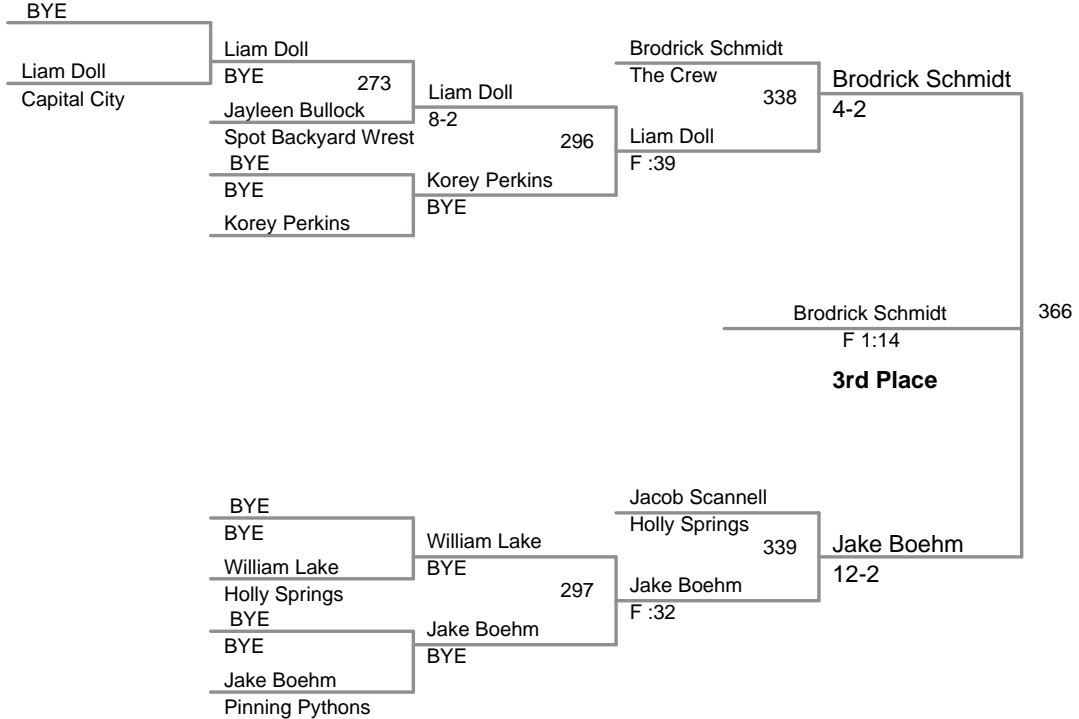 BYE
Liam Doll
Capital City
Liam Doll
BYE
273
Jayleen Bullock
Spot Backyard Wrest
BYE
BYE
Korey Perkins
Liam Doll
8-2
296
Korey Perkins
BYE
Brodrick Schmidt
The Crew
338
Liam Doll
F :39
Brodrick Schmidt
4-2
Brodrick Schmidt
366
F 1:14
3rd Place
BYE
BYE
William Lake
Holly Springs
BYE
BYE
Jake Boehm
Pinning Pythons
William Lake
BYE
297
Jake Boehm
BYE
Jacob Scannell
Holly Springs
339
Jake Boehm
F :32
Jake Boehm
12-2